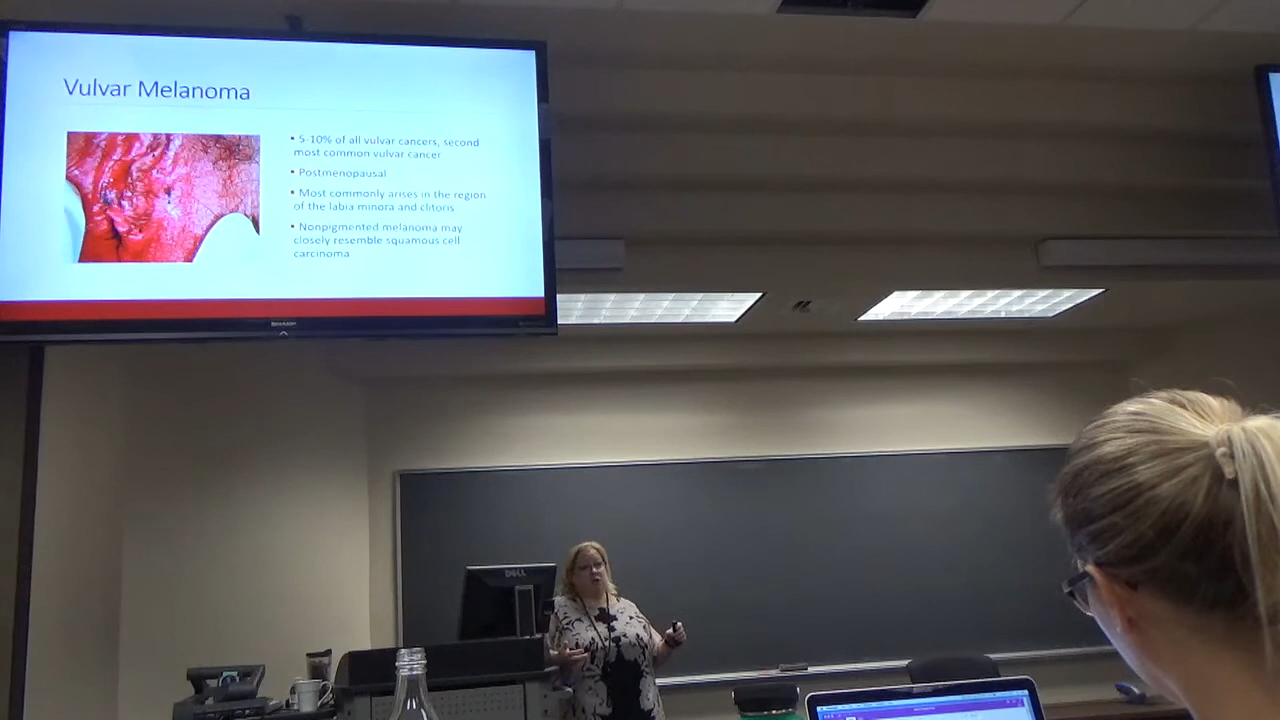 Vulvar Melanoma
▪ 5-10% of all vulvar cancers, second
most common vulvar cancer
▪ Postmenopausal
▪ Most commonly arises in the region
of the labia minora and clitoris
▪ Nonpigmented melanoma may
closely resemble squamous cell
carcinoma
DELL